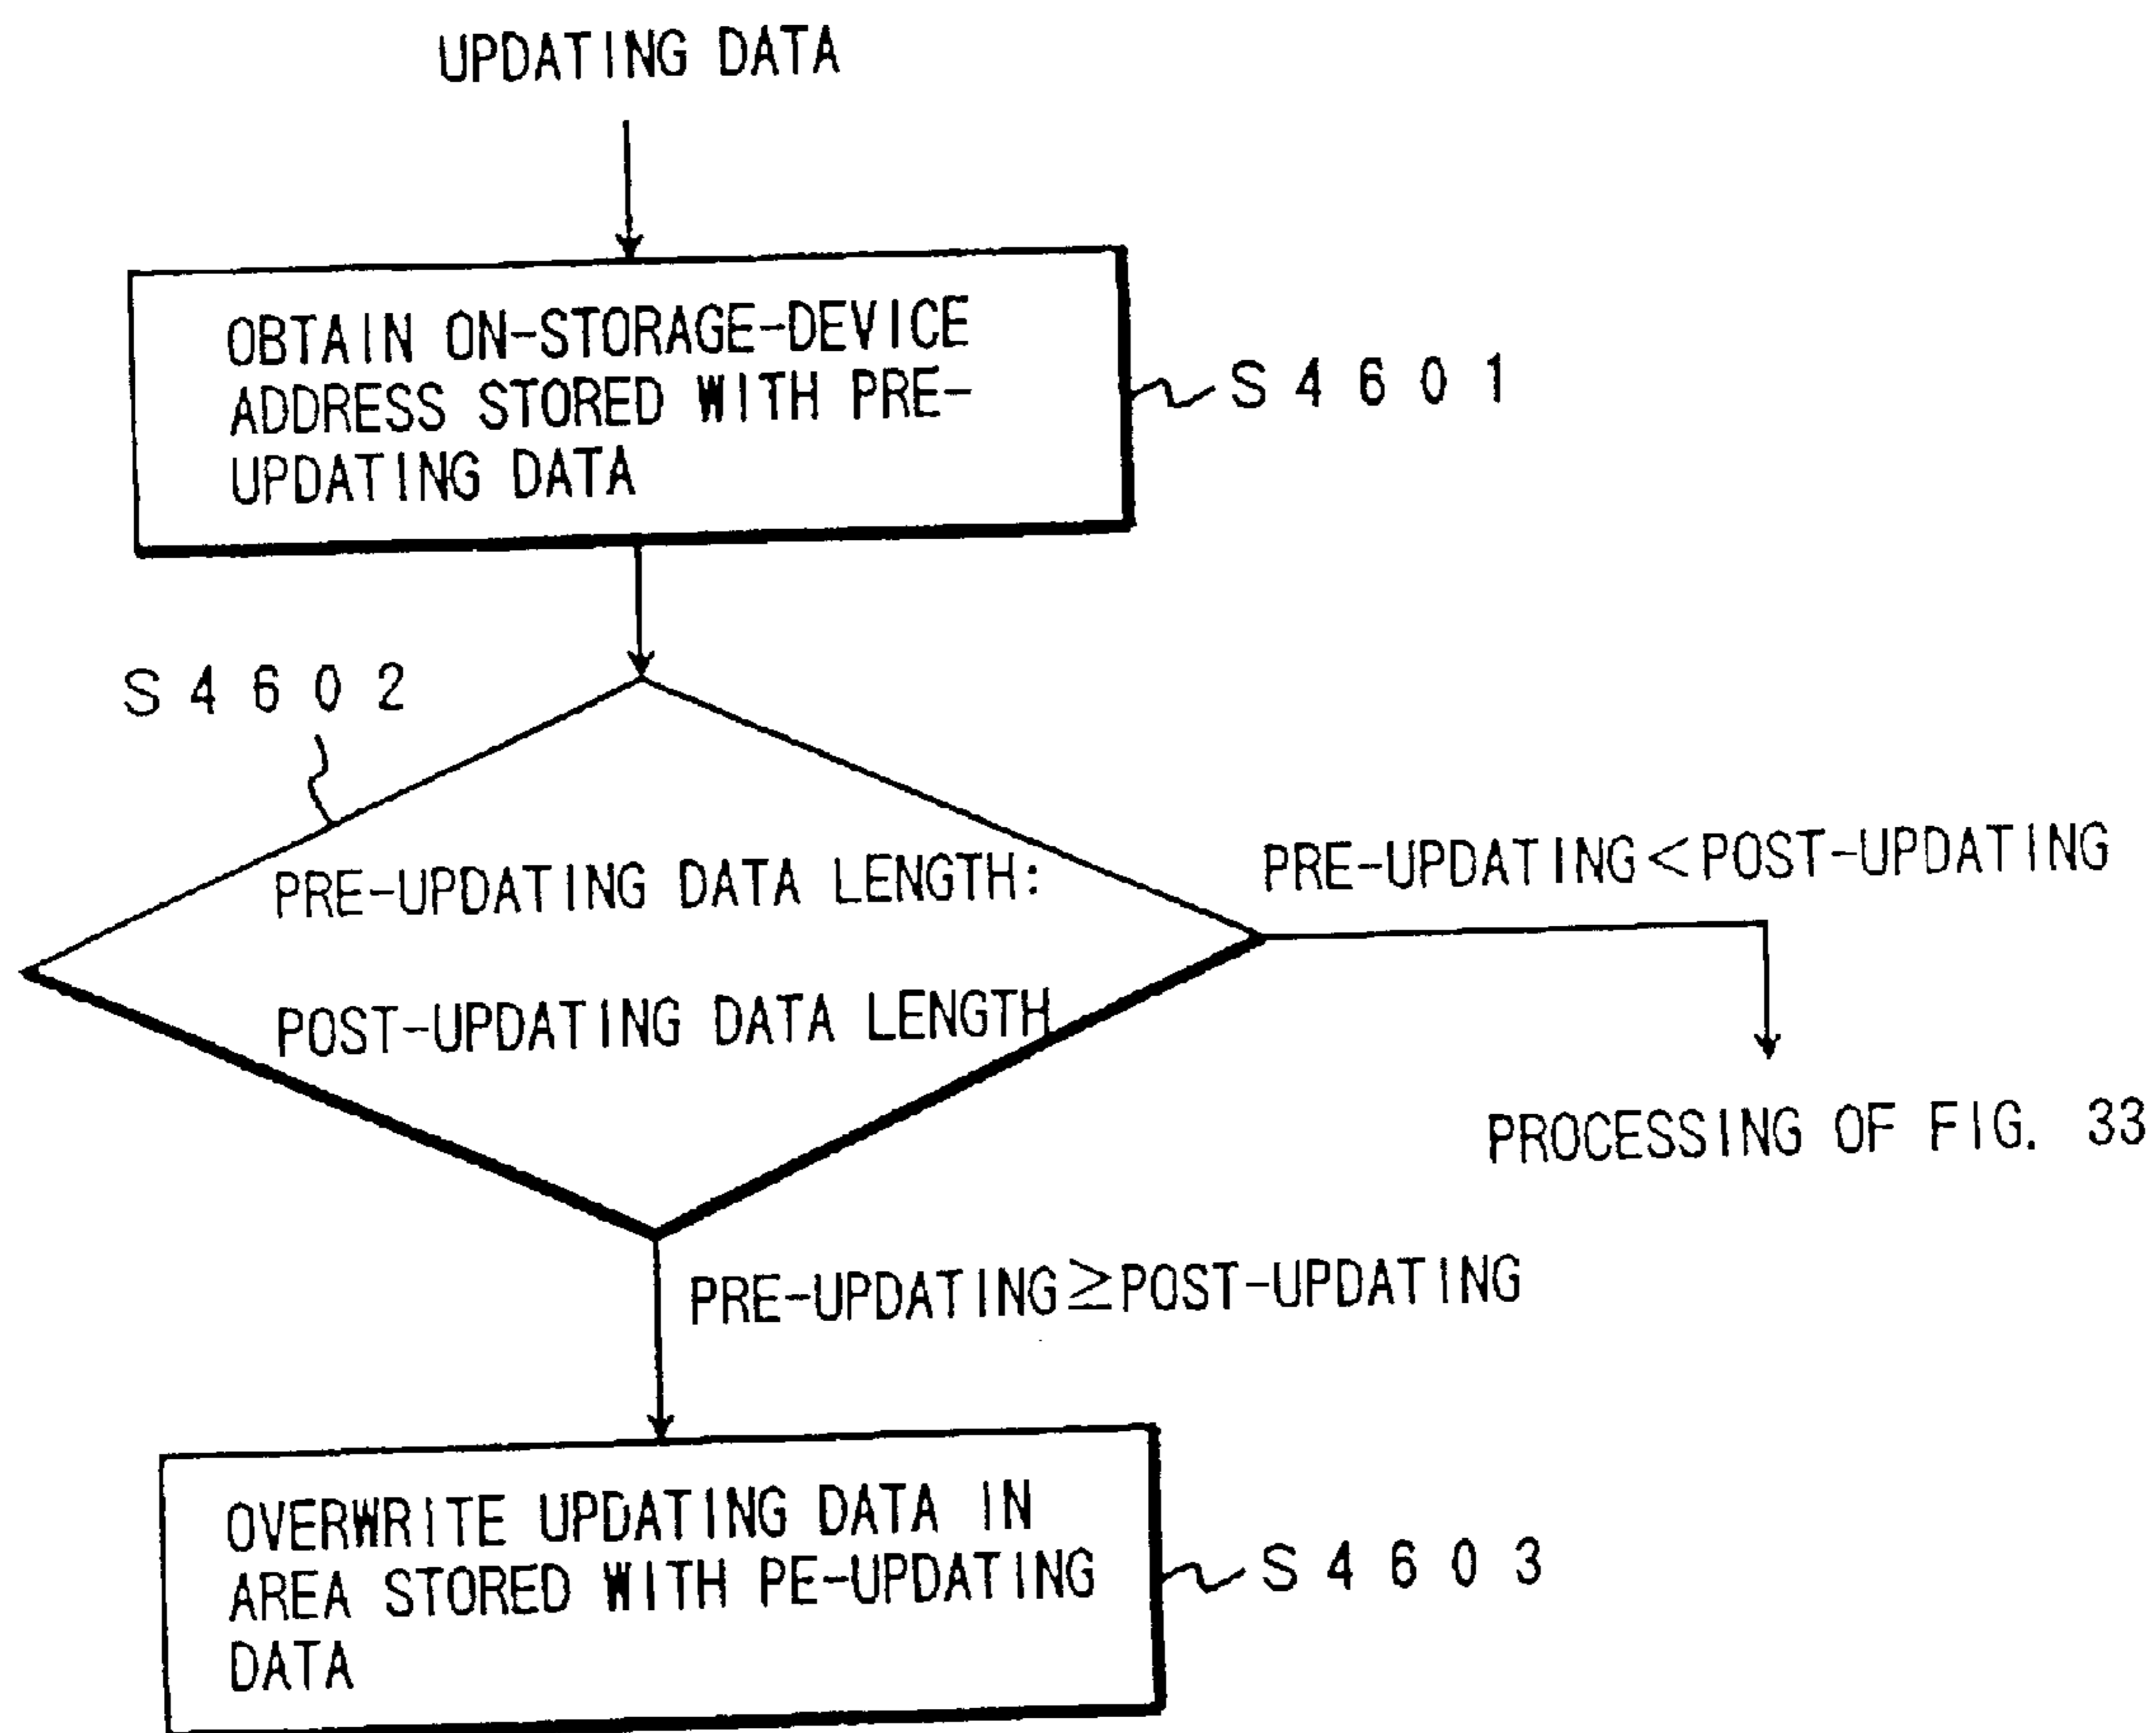 UPDATING DATA
OBTAIN ON-STORAGE-DEVICE
ADDRESS STORED WITH PRE-
UPDATING DATA
S4601
S4602
PRE-UPDATING DATA LENGTH:
POST-UPDATING DATA LENGTH
PRE-UPDATING<POST-UPDATING
PROCESSING OF FIG. 33
PRE-UPDATING≧POST-UPDATING
OVERWRITE UPDATING DATA IN
AREA STORED WITH PE-UPDATING
DATA
S4603